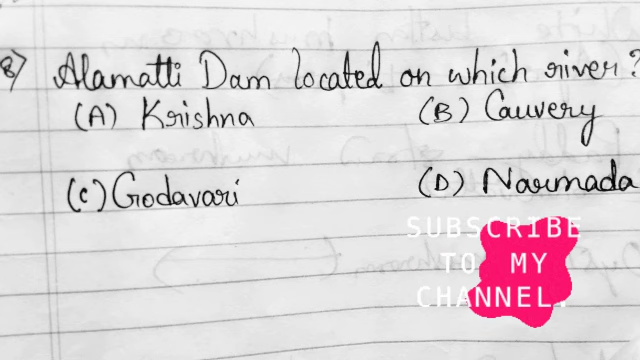 8) Alamatti Dam located on which river?
(A) Krishna (B) Cauvery
(C) Godavari (D) Narmada
SUBSCRIBE
TO MY
CHANNEL.